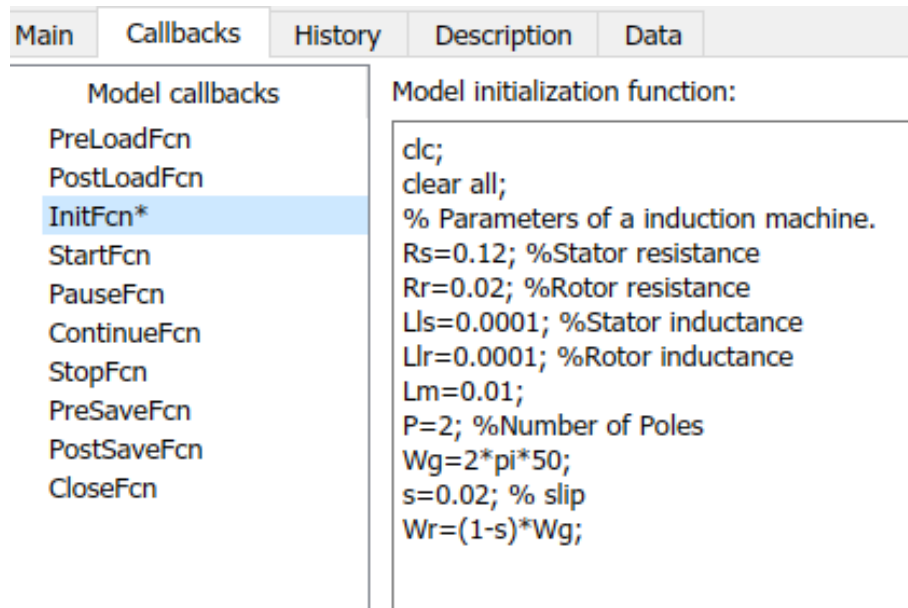 Main Callbacks History Description Data
Model callbacks
PreLoadFcn
PostLoadFcn
InitFcn*
StartFcn
PauseFcn
ContinueFcn
StopFcn
PreSaveFcn
PostSaveFcn
CloseFcn
Model initialization function:
clc;
clear all;
% Parameters of a induction machine.
Rs=0.12; %Stator resistance
Rr=0.02; %Rotor resistance
Lls=0.0001; %Stator inductance
Llr=0.0001; %Rotor inductance
Lm=0.01;
P=2; %Number of Poles
Wg=2*pi*50;
s=0.02; % slip
Wr=(1-s)*Wg;